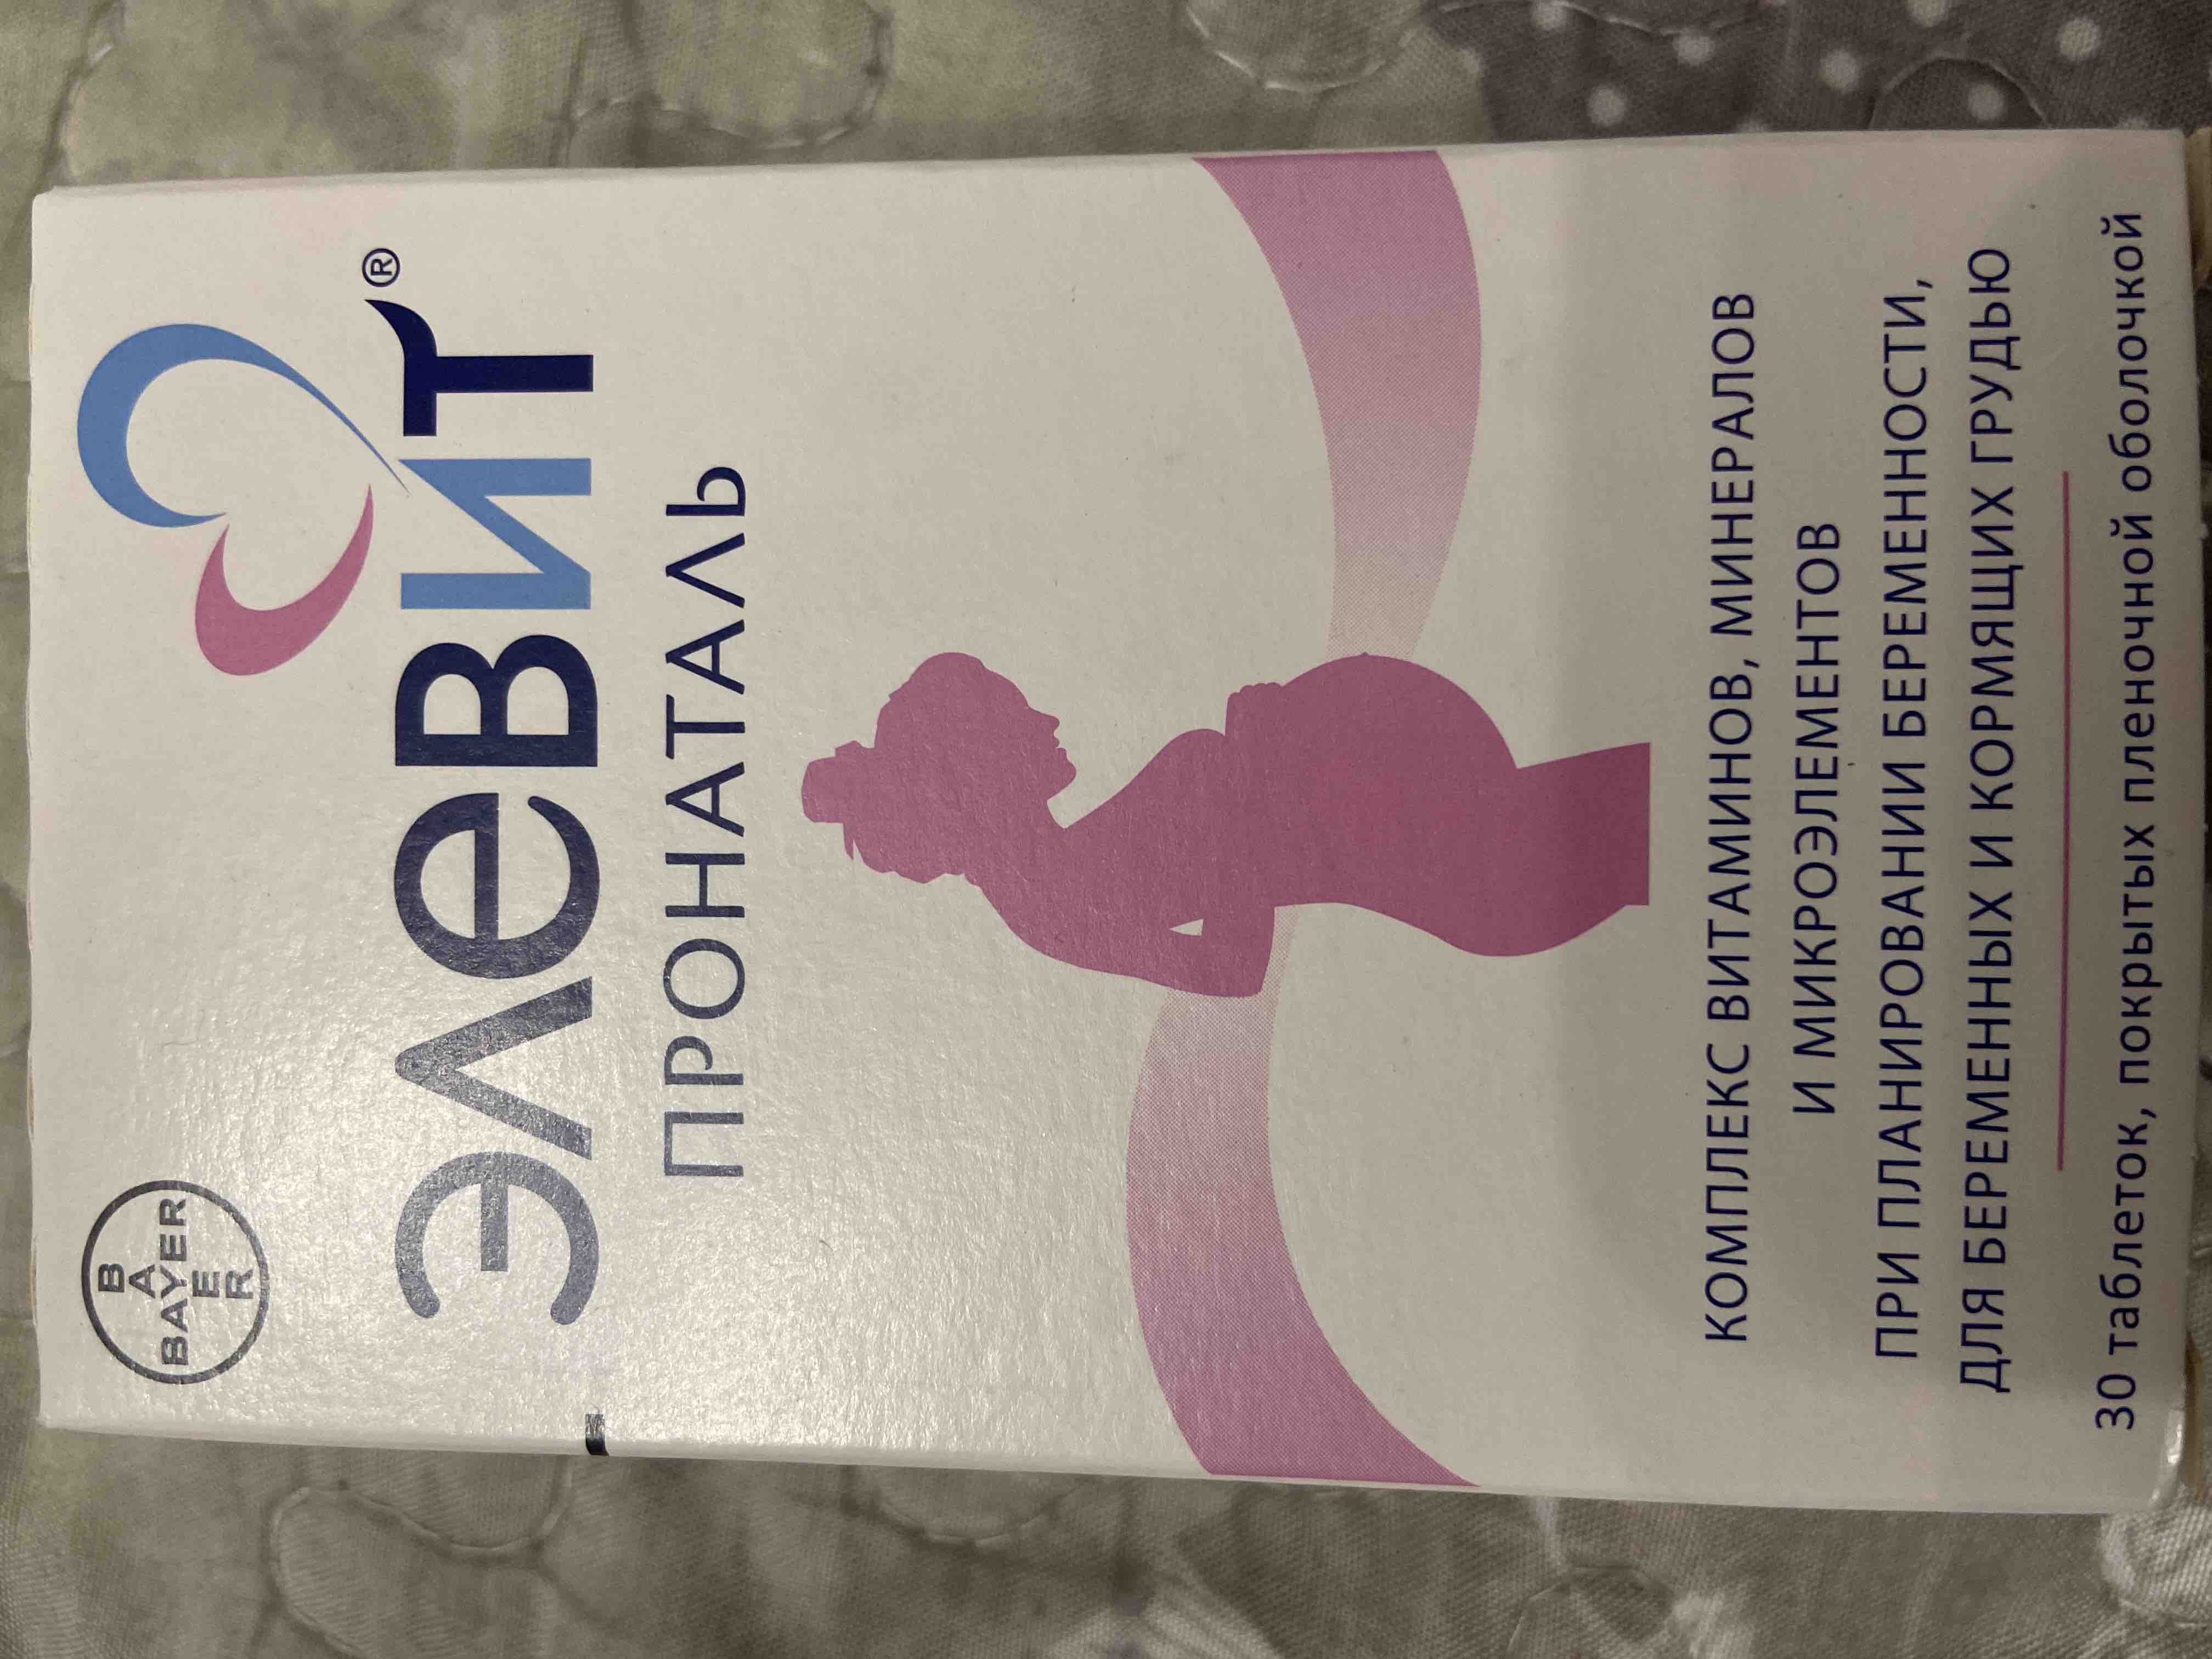 BAYER
BAYER
ЭЛЕВИТ®
ПРОНАТАЛЬ
КОМПЛЕКС ВИТАМИНОВ, МИНЕРАЛОВ
И МИКРОЭЛЕМЕНТОВ
ПРИ ПЛАНИРОВАНИИ БЕРЕМЕННОСТИ,
ДЛЯ БЕРЕМЕННЫХ И КОРМЯЩИХ ГРУДЬЮ
30 таблеток, покрытых пленочной оболочкой